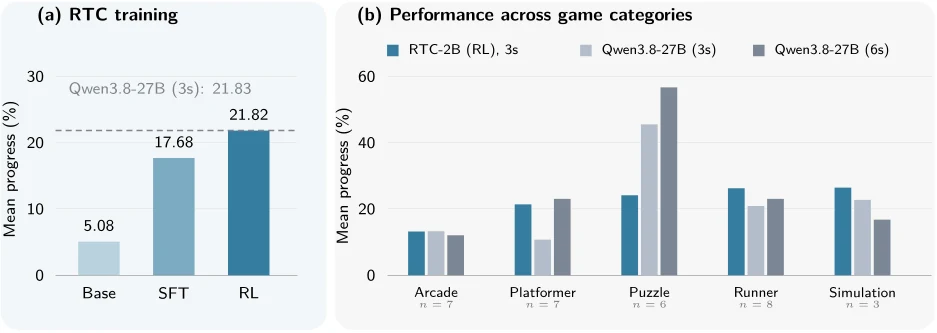 (a) RTC training
Mean progress (%)
30
20
10
0
Qwen3.8-27B (3s): 21.83
5.08
17.68
21.82
Base
SFT
RL
(b) Performance across game categories
RTC-2B (RL), 3s
Qwen3.8-27B (3s)
Qwen3.8-27B (6s)
Mean progress (%)
60
40
20
0
Arcade
n = 7
Platformer
n = 7
Puzzle
n = 6
Runner
n = 8
Simulation
n = 3